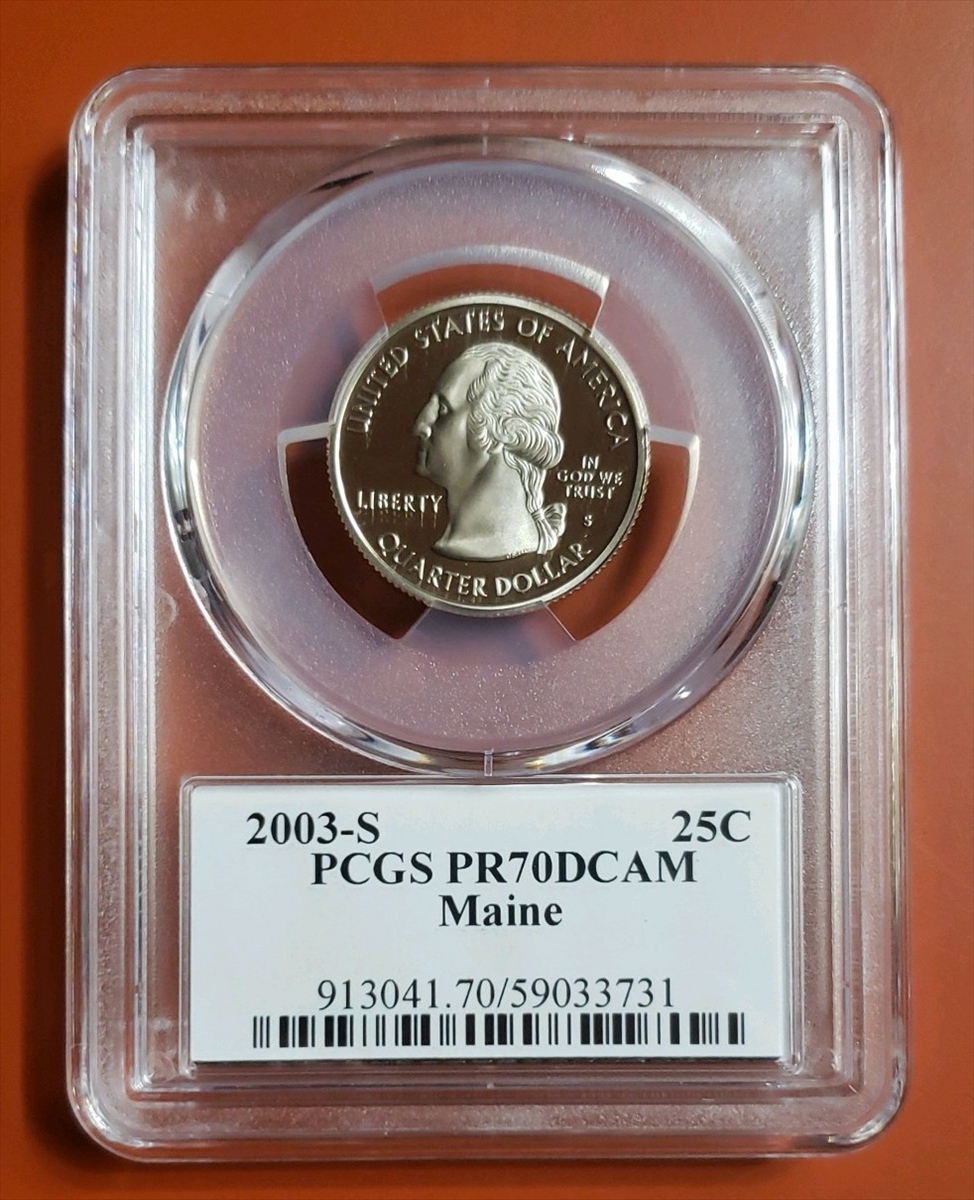 UNITED STATES OF AMERICA
LIBERTY
IN
GOD WE
TRUST
S
QUARTER DOLLAR
2003-S 25C
PCGS PR70DCAM
Maine
913041.70/59033731